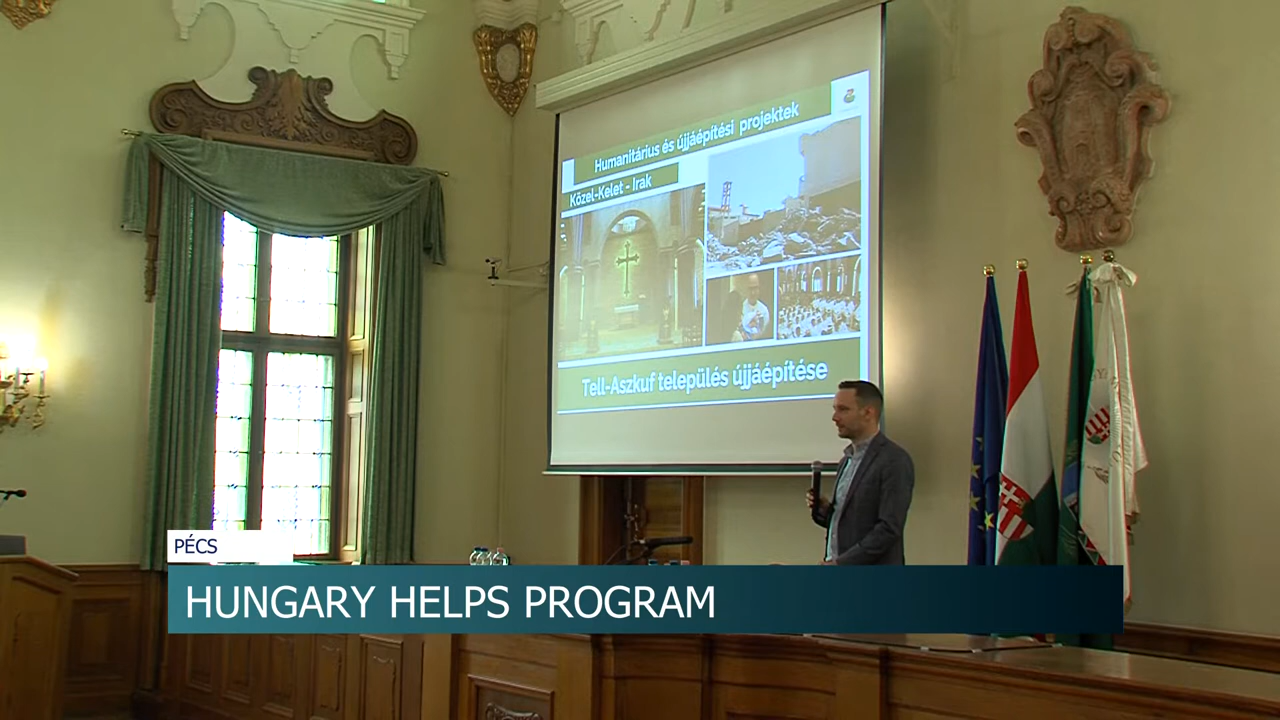 Humanitárius és újjáépítési projektek
Közel-Kelet - Irak
Tell-Aszkuf település újjáépítése
PÉCS
HUNGARY HELPS PROGRAM